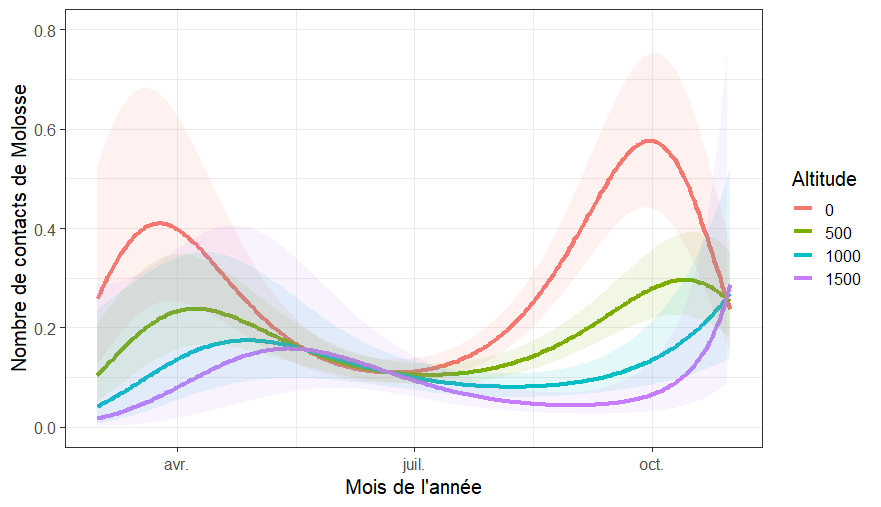 Nombre de contacts de Molosse
0.8
0.6
0.4
0.2
0.0
avr.
juil.
oct.
Mois de l'année
Altitude
0
500
1000
1500